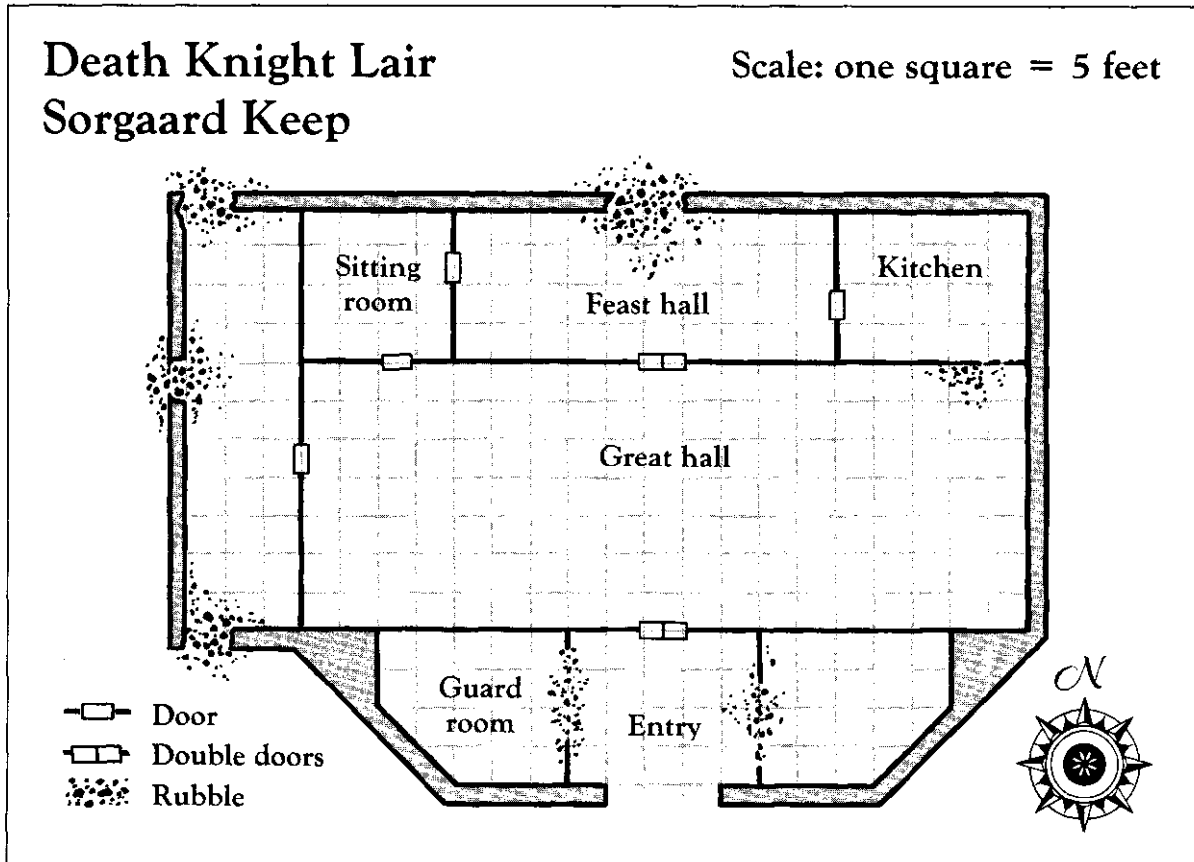 Death Knight Lair
Sorgaard Keep
Scale: one square = 5 feet
Sitting
room
Feast hall
Kitchen
Great hall
Guard
room
Entry
N
Door
Double doors
Rubble